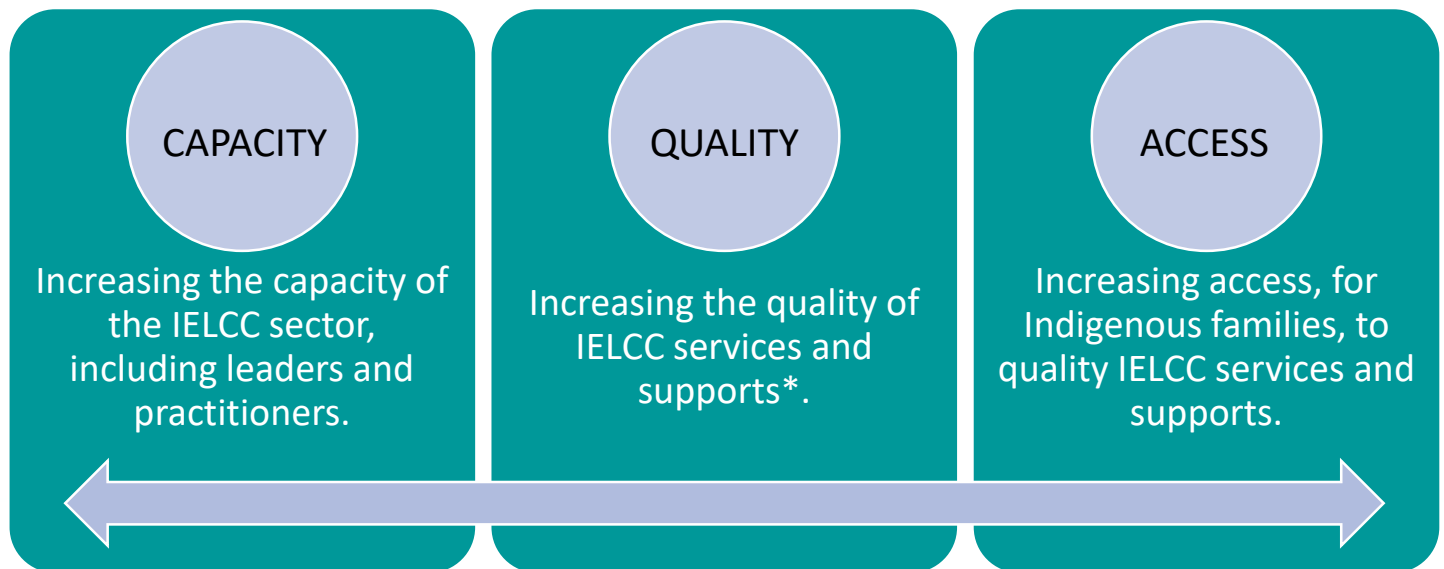 CAPACITY
Increasing the capacity of
the IELCC sector,
including leaders and
practitioners.
QUALITY
Increasing the quality of
IELCC services and
supports*.
ACCESS
Increasing access, for
Indigenous families, to
quality IELCC services and
supports.